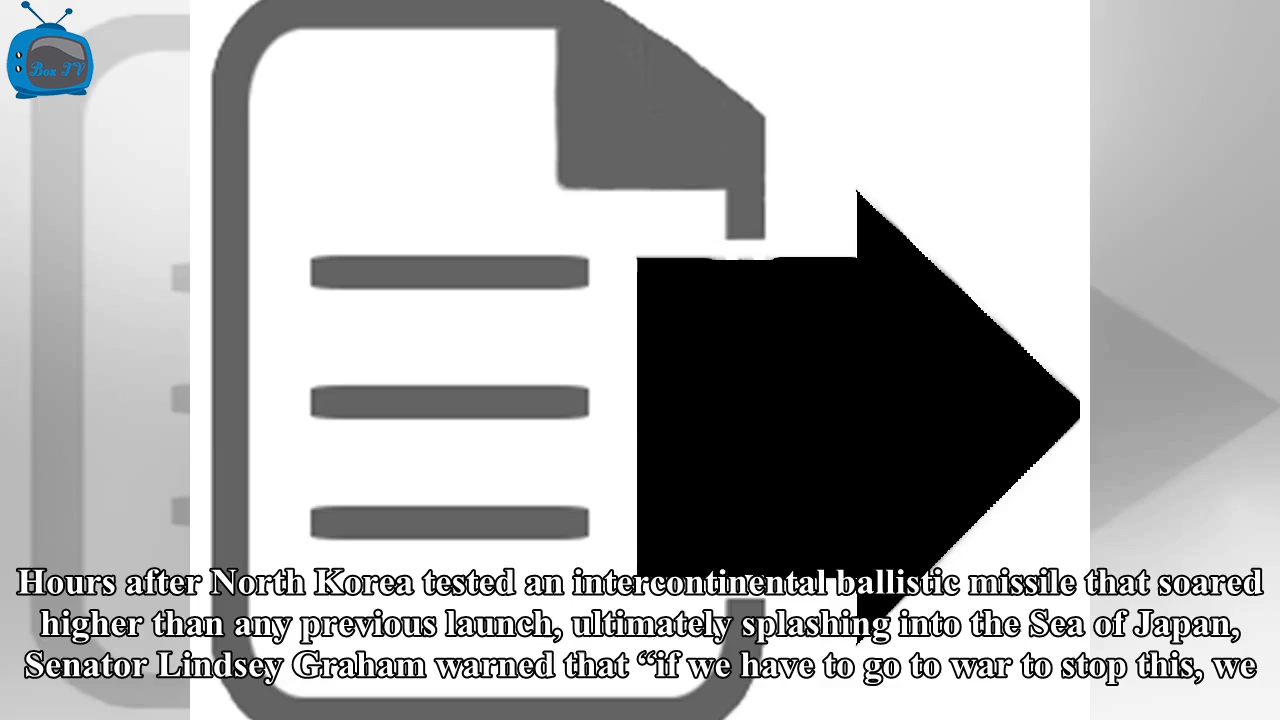 Box TV
Hours after North Korea tested an intercontinental ballistic missile that soared
higher than any previous launch, ultimately splashing into the Sea of Japan,
Senator Lindsey Graham warned that “if we have to go to war to stop this, we